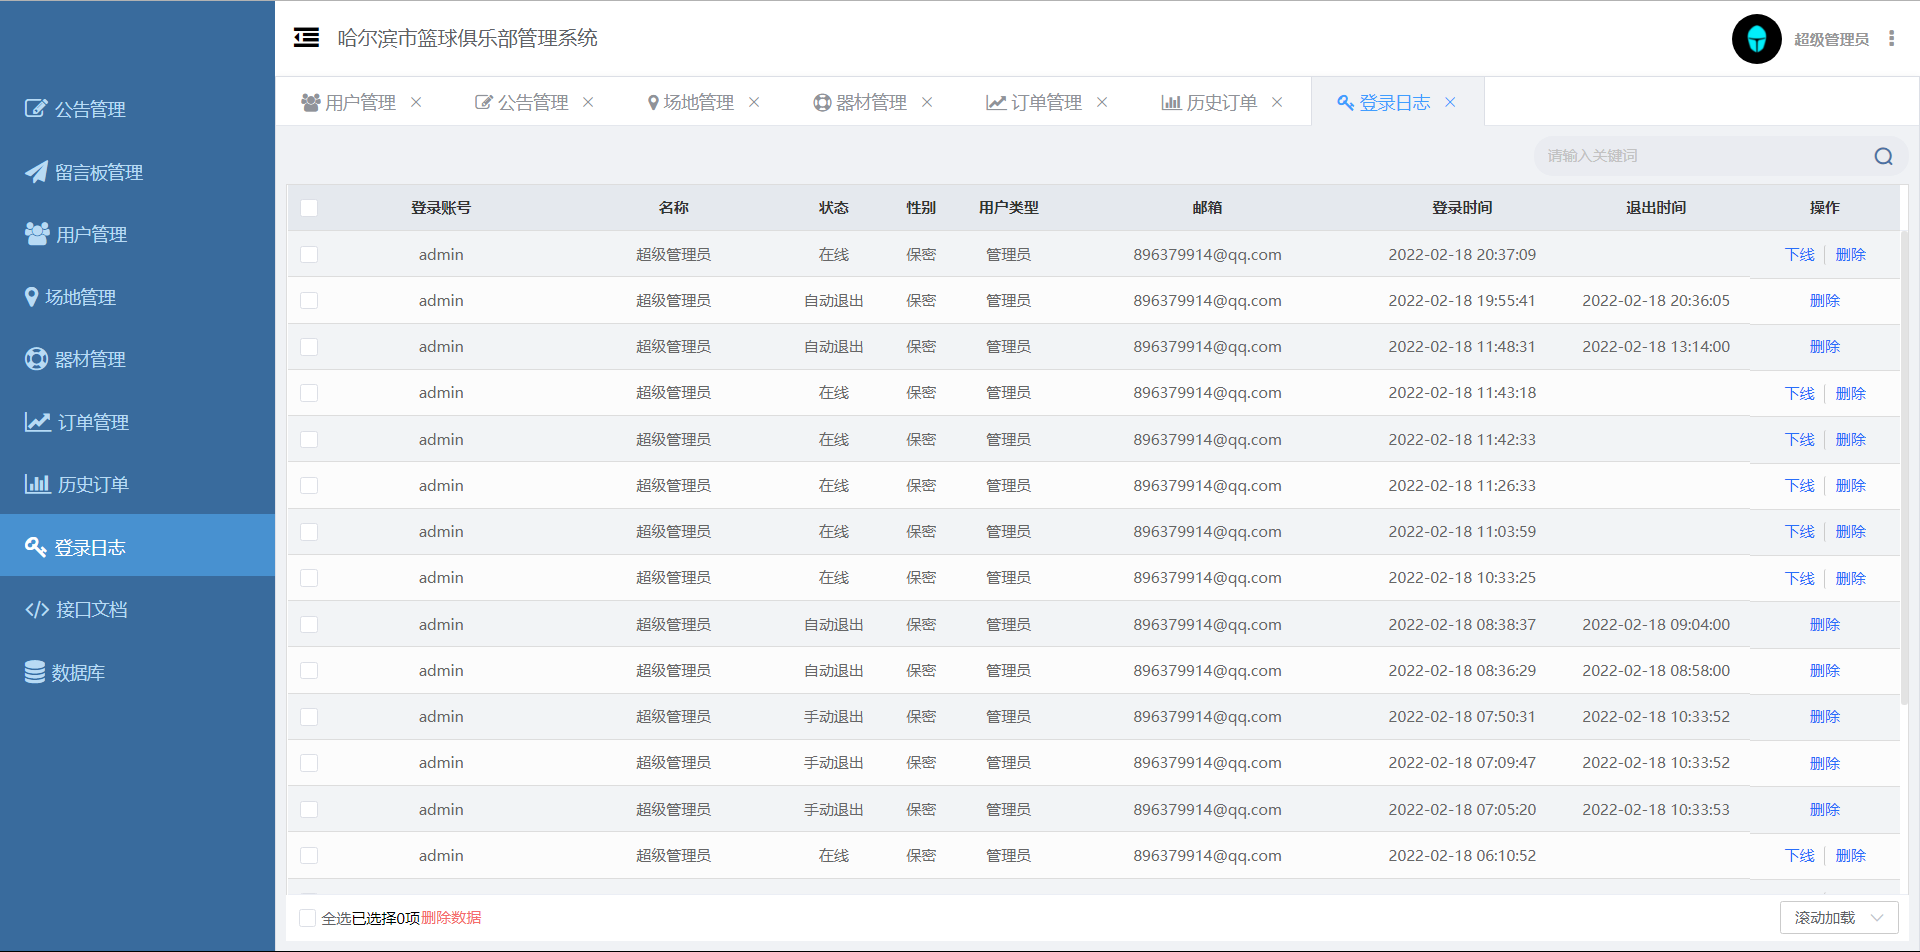 哈尔滨市篮球俱乐部管理系统
超级管理员
公告管理
留言板管理
用户管理
场地管理
器材管理
订单管理
历史订单
登录日志
接口文档
数据库
用户管理 公告管理 场地管理 器材管理 订单管理 历史订单 登录日志
请输入关键词
登录账号 名称 状态 性别 用户类型 邮箱 登录时间 退出时间 操作
admin 超级管理员 在线 保密 管理员 896379914@qq.com 2022-02-18 20:37:09 下线 删除
admin 超级管理员 自动退出 保密 管理员 896379914@qq.com 2022-02-18 19:55:41 2022-02-18 20:36:05 删除
admin 超级管理员 自动退出 保密 管理员 896379914@qq.com 2022-02-18 11:48:31 2022-02-18 13:14:00 删除
admin 超级管理员 在线 保密 管理员 896379914@qq.com 2022-02-18 11:43:18 下线 删除
admin 超级管理员 在线 保密 管理员 896379914@qq.com 2022-02-18 11:42:33 下线 删除
admin 超级管理员 在线 保密 管理员 896379914@qq.com 2022-02-18 11:26:33 下线 删除
admin 超级管理员 在线 保密 管理员 896379914@qq.com 2022-02-18 11:03:59 下线 删除
admin 超级管理员 在线 保密 管理员 896379914@qq.com 2022-02-18 10:33:25 下线 删除
admin 超级管理员 自动退出 保密 管理员 896379914@qq.com 2022-02-18 08:38:37 2022-02-18 09:04:00 删除
admin 超级管理员 自动退出 保密 管理员 896379914@qq.com 2022-02-18 08:36:29 2022-02-18 08:58:00 删除
admin 超级管理员 手动退出 保密 管理员 896379914@qq.com 2022-02-18 07:50:31 2022-02-18 10:33:52 删除
admin 超级管理员 手动退出 保密 管理员 896379914@qq.com 2022-02-18 07:09:47 2022-02-18 10:33:52 删除
admin 超级管理员 手动退出 保密 管理员 896379914@qq.com 2022-02-18 07:05:20 2022-02-18 10:33:53 删除
admin 超级管理员 在线 保密 管理员 896379914@qq.com 2022-02-18 06:10:52 下线 删除
全选已选择0项删除数据
滚动加载